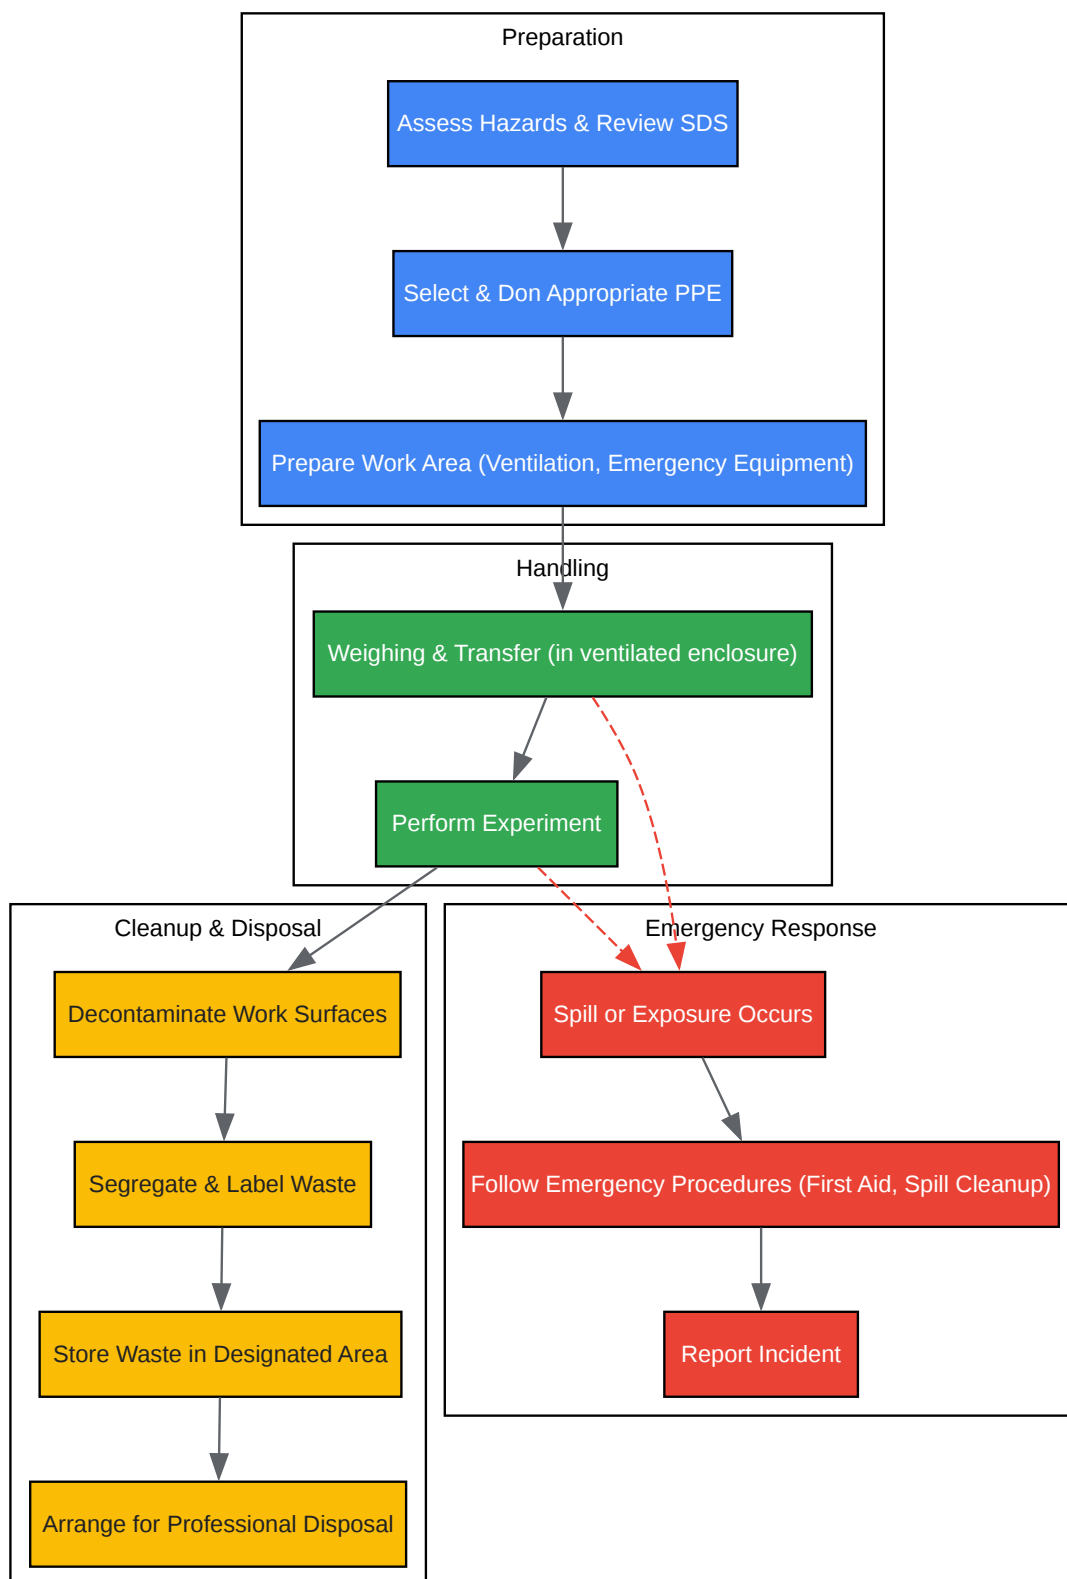 Preparation
Assess Hazards & Review SDS
Select & Don Appropriate PPE
Prepare Work Area (Ventilation, Emergency Equipment)
Handling
Weighing & Transfer (in ventilated enclosure)
Perform Experiment
Cleanup & Disposal
Decontaminate Work Surfaces
Segregate & Label Waste
Store Waste in Designated Area
Arrange for Professional Disposal
Emergency Response
Spill or Exposure Occurs
Follow Emergency Procedures (First Aid, Spill Cleanup)
Report Incident